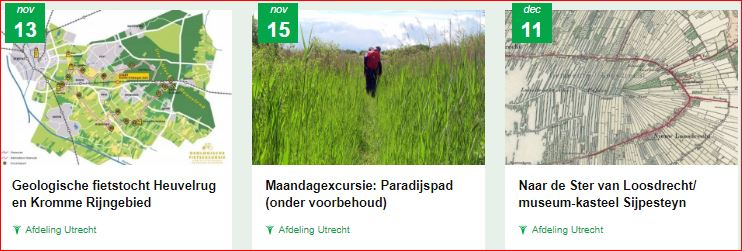 nov
13
Geologische fietstocht Heuvelrug
en Kromme Rijngebied
Afdeling Utrecht
nov
15
Maandagexcursie: Paradijspad
(onder voorbehoud)
Afdeling Utrecht
dec
11
Naar de Ster van Loosdrecht/
museum-kasteel Sijpesteyn
Afdeling Utrecht